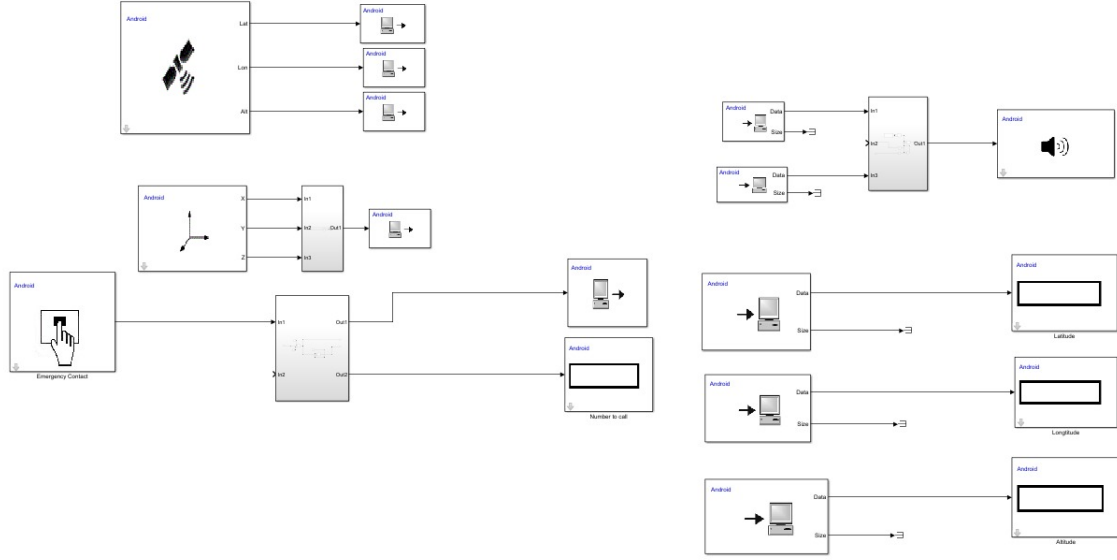 Android
Lat
Lon
Alt
Android
Android
Android
Android
X
Y
Z
In1
In2
In3
Out1
Android
Android
Emergency Contact
In1
In2
Out1
Out2
Android
Android
Number to call
Android
Data
Size
Android
Data
Size
In1
In2
In3
Out1
Android
Android
Data
Size
Android
Latitude
Android
Data
Size
Android
Longtitude
Android
Data
Size
Android
Altitude